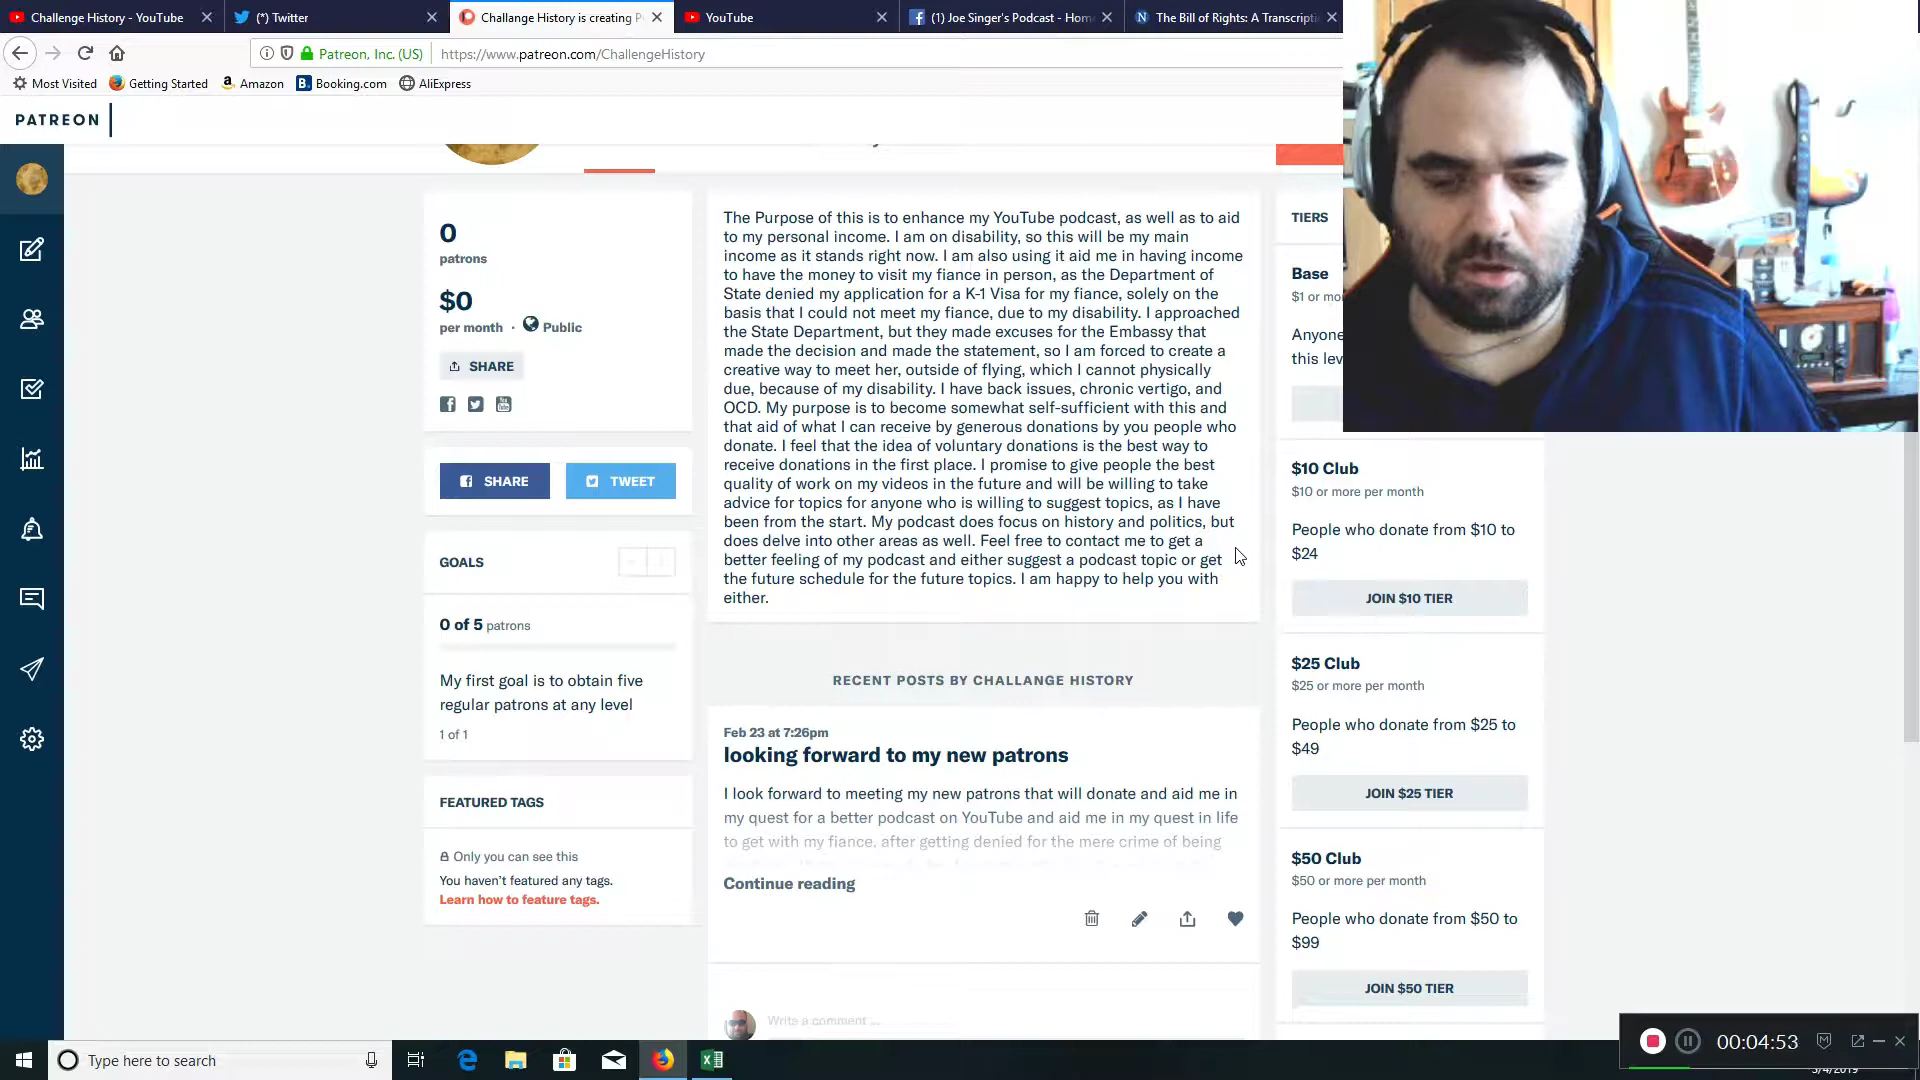 Challenge History - YouTube
(*) Twitter
Challange History is creating P
YouTube
(1) Joe Singer's Podcast - Hom
The Bill of Rights: A Transcripti
Patreon, Inc. (US)
https://www.patreon.com/ChallengeHistory
Most Visited
Getting Started
Amazon
Booking.com
AliExpress
PATREON
0
patrons
$0
per month · Public
SHARE
SHARE
TWEET
GOALS
0 of 5 patrons
My first goal is to obtain five
regular patrons at any level
1 of 1
FEATURED TAGS
Only you can see this
You haven't featured any tags.
Learn how to feature tags.
The Purpose of this is to enhance my YouTube podcast, as well as to aid
to my personal income. I am on disability, so this will be my main
income as it stands right now. I am also using it aid me in having income
to have the money to visit my fiance in person, as the Department of
State denied my application for a K-1 Visa for my fiance, solely on the
basis that I could not meet my fiance, due to my disability. I approached
the State Department, but they made excuses for the Embassy that
made the decision and made the statement, so I am forced to create a
creative way to meet her, outside of flying, which I cannot physically
due, because of my disability. I have back issues, chronic vertigo, and
OCD. My purpose is to become somewhat self-sufficient with this and
that aid of what I can receive by generous donations by you people who
donate. I feel that the idea of voluntary donations is the best way to
receive donations in the first place. I promise to give people the best
quality of work on my videos in the future and will be willing to take
advice for topics for anyone who is willing to suggest topics, as I have
been from the start. My podcast does focus on history and politics, but
does delve into other areas as well. Feel free to contact me to get a
better feeling of my podcast and either suggest a podcast topic or get
the future schedule for the future topics. I am happy to help you with
either.
RECENT POSTS BY CHALLANGE HISTORY
Feb 23 at 7:26pm
looking forward to my new patrons
I look forward to meeting my new patrons that will donate and aid me in
my quest for a better podcast on YouTube and aid me in my quest in life
to get with my fiance, after getting denied for the mere crime of being
Continue reading
Write a comment ...
TIERS
Base
$1 or mo
Anyone
this lev
$10 Club
$10 or more per month
People who donate from $10 to
$24
JOIN $10 TIER
$25 Club
$25 or more per month
People who donate from $25 to
$49
JOIN $25 TIER
$50 Club
$50 or more per month
People who donate from $50 to
$99
JOIN $50 TIER
00:04:53
Type here to search
3/4/2019